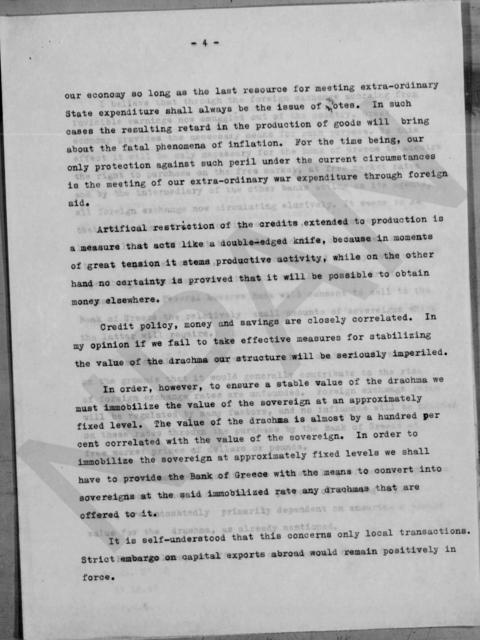 - 4 -
our economy so long as the last resource for meeting extra-ordinary
State expenditure shall always be the issue of notes. In such
cases the resulting retard in the production of goods will bring
about the fatal phenomena of inflation. For the time being, our
only protection against such peril under the current circumstances
is the meeting of our extra-ordinary war expenditure through foreign
aid.
Artifical restriction of the credits extended to production is
a measure that acts like a double-edged knife, because in moments
of great tension it stems productive activity, while on the other
hand no certainty is provived that it will be possible to obtain
money elsewhere.
Credit policy, money and savings are closely correlated. In
my opinion if we fail to take effective measures for stabilizing
the value of the drachma our structure will be seriously imperiled.
In order, however, to ensure a stable value of the drachma we
must immobilize the value of the sovereign at an approximately
fixed level. The value of the drachma is almost by a hundred per
cent correlated with the value of the sovereign. In order to
immobilize the sovereign at approximately fixed levels we shall
have to provide the Bank of Greece with the means to convert into
sovereigns at the said immobilized rate any drachmas that are
offered to it.
It is self-understood that this concerns only local transactions.
Strict embargo on capital exports abroad would remain positively in
force.